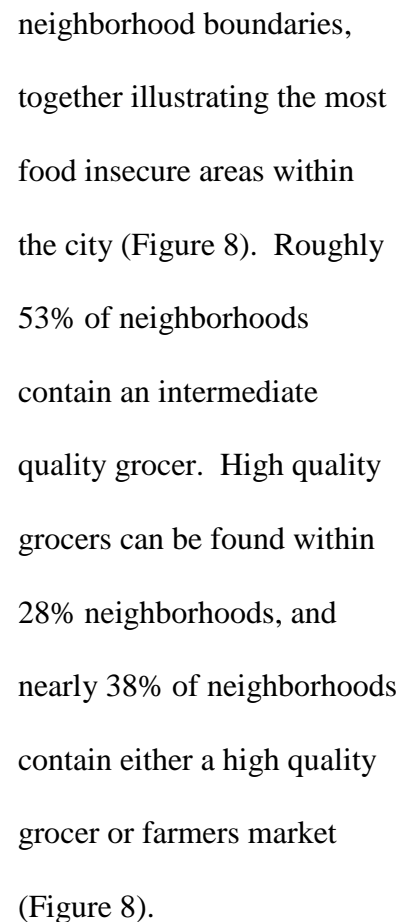 neighborhood boundaries,
together illustrating the most
food insecure areas within
the city (Figure 8).  Roughly
53% of neighborhoods
contain an intermediate
quality grocer.  High quality
grocers can be found within
28% neighborhoods, and
nearly 38% of neighborhoods
contain either a high quality
grocer or farmers market
(Figure 8).